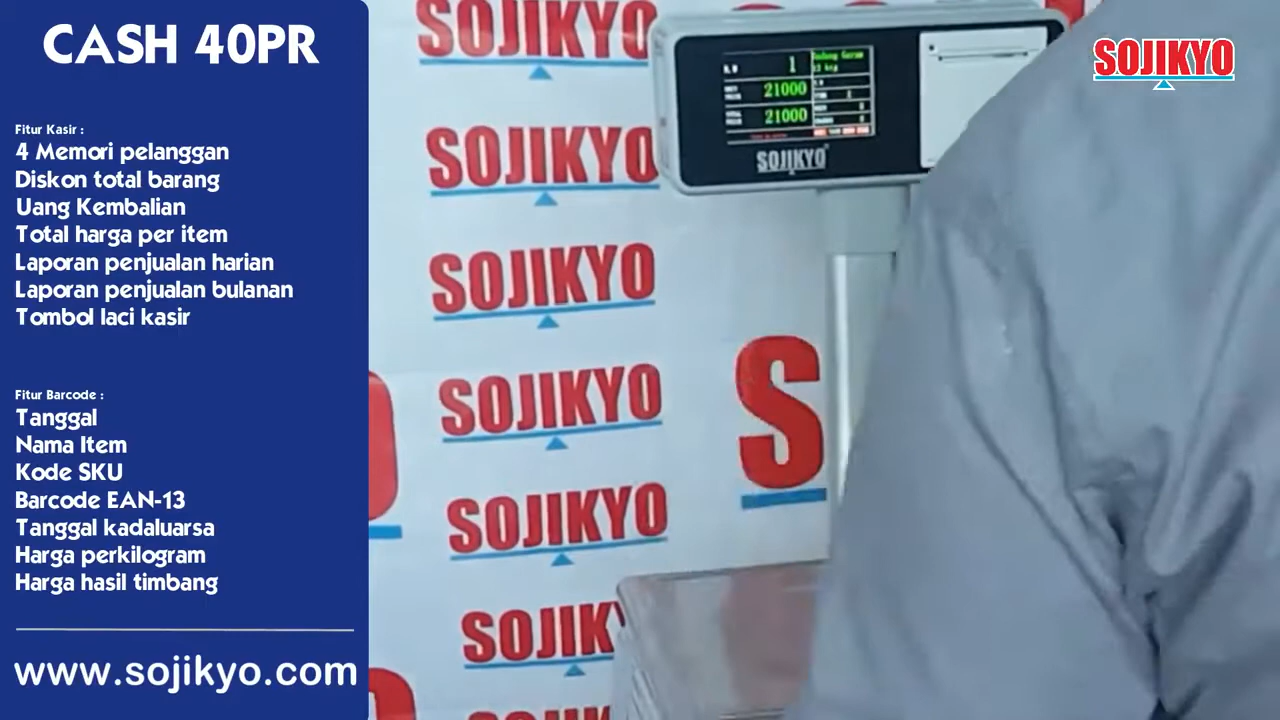 CASH 40PR
Fitur Kasir :
4 Memori pelanggan
Diskon total barang
Uang Kembalian
Total harga per item
Laporan penjualan harian
Laporan penjualan bulanan
Tombol laci kasir
Fitur Barcode :
Tanggal
Nama Item
Kode SKU
Barcode EAN-13
Tanggal kadaluarsa
Harga perkilogram
Harga hasil timbang
www.sojikyo.com
SOJIKYO
SOJIKYO
SOJIKYO
SOJIKYO
SOJIKYO
SOJIKYO
SOJIK
S
1
21000
21000
SOJIKYO
SOJIKYO